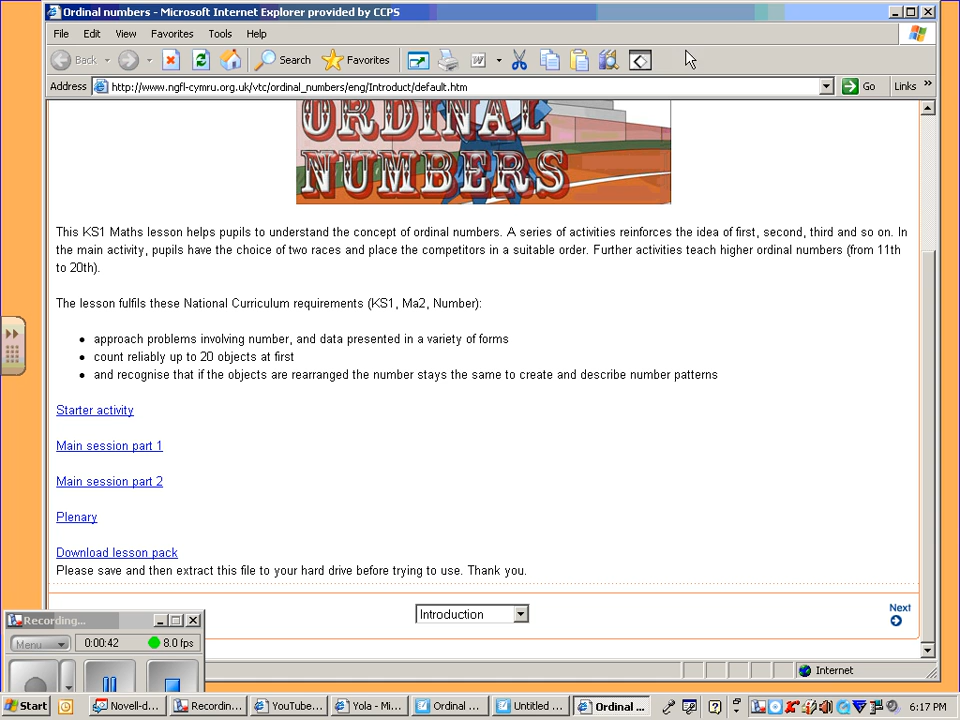 Ordinal numbers - Microsoft Internet Explorer provided by CCPS
File Edit View Favorites Tools Help
Back Search Favorites
Address http://www.ngfl-cymru.org.uk/vtc/ordinal_numbers/eng/Introduct/default.htm Go Links »
ORDINAL
NUMBERS
This KS1 Maths lesson helps pupils to understand the concept of ordinal numbers. A series of activities reinforces the idea of first, second, third and so on. In
the main activity, pupils have the choice of two races and place the competitors in a suitable order. Further activities teach higher ordinal numbers (from 11th
to 20th).
The lesson fulfils these National Curriculum requirements (KS1, Ma2, Number):
• approach problems involving number, and data presented in a variety of forms
• count reliably up to 20 objects at first
• and recognise that if the objects are rearranged the number stays the same to create and describe number patterns
Starter activity
Main session part 1
Main session part 2
Plenary
Download lesson pack
Please save and then extract this file to your hard drive before trying to use. Thank you.
Introduction
Next
Recording...
Menu 0:00:42 8.0 fps
Internet
Start Novell-d... Recordin... YouTube... Yola - Mi... Ordinal ... Untitled ... Ordinal ... 6:17 PM